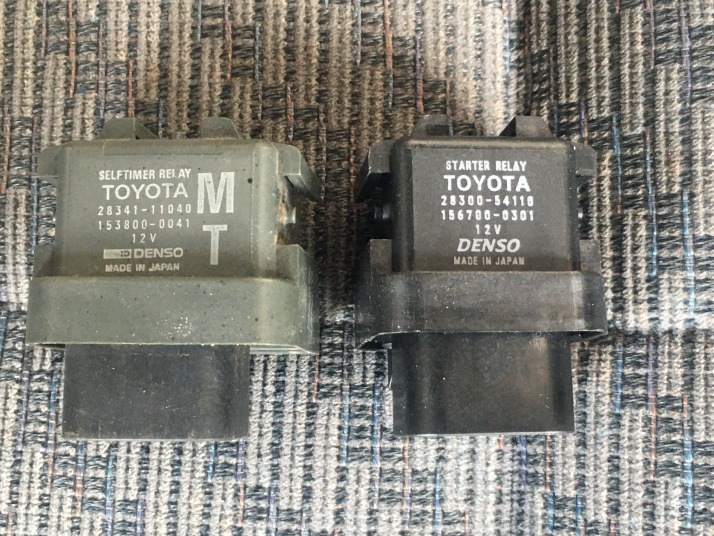 SELFTIMER RELAY
TOYOTA
28341-11040
153800-0041
12V
DENSO
MADE IN JAPAN
M
T
STARTER RELAY
TOYOTA
28300-54110
156700-0301
12V
DENSO
MADE IN JAPAN